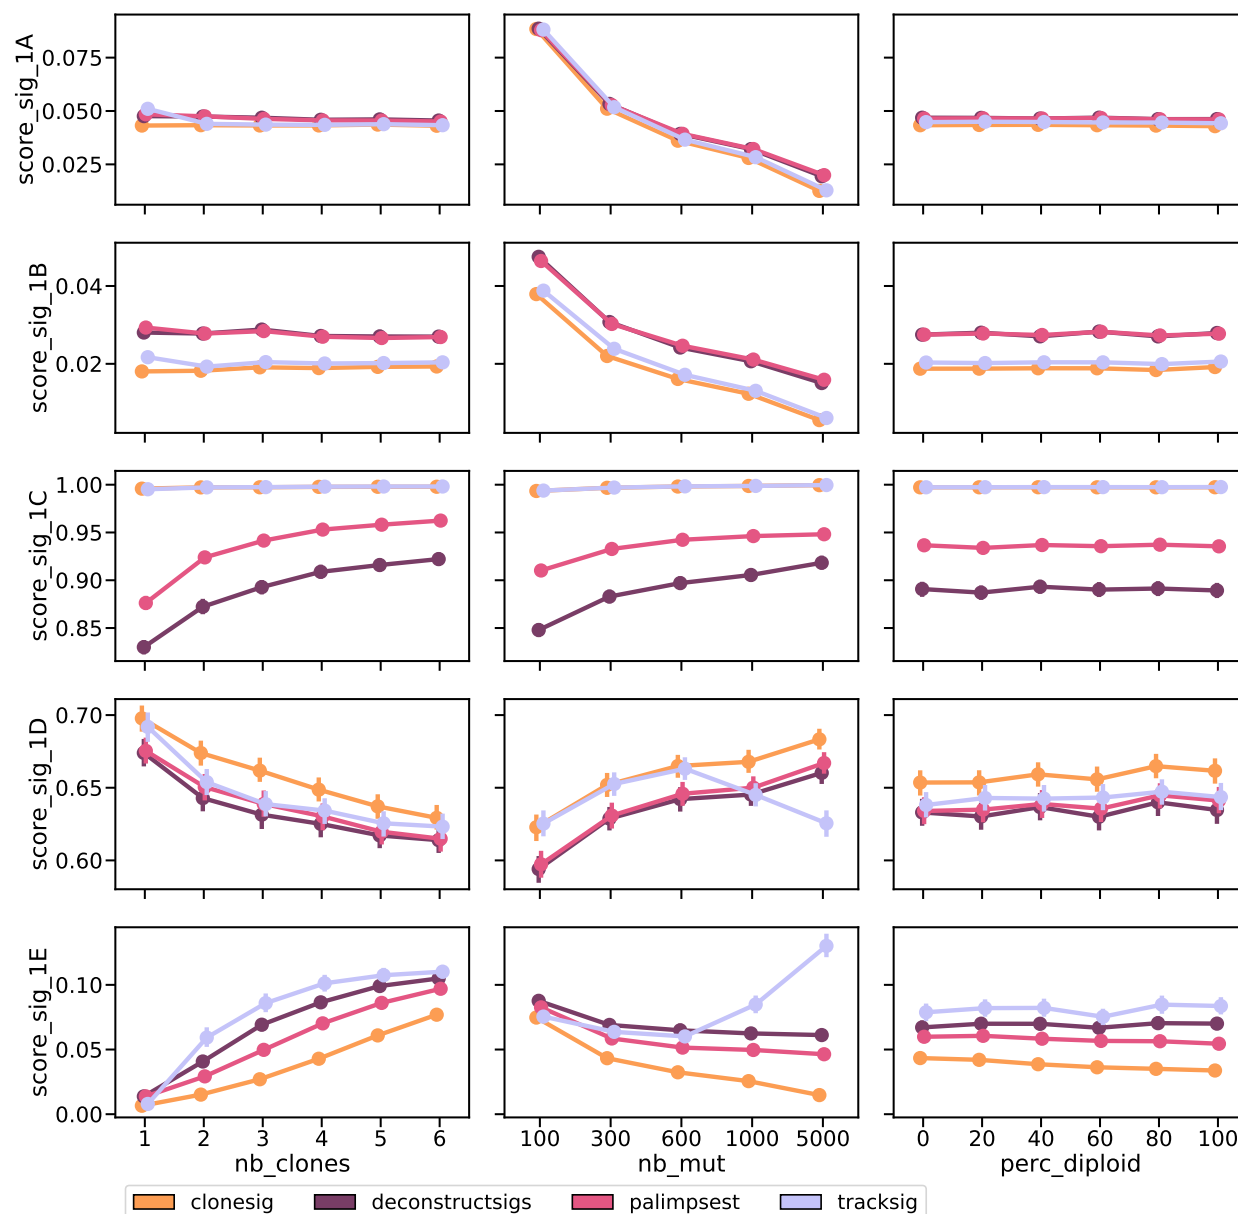 score_sig_1A
0.075
0.050
0.025
score_sig_1B
0.04
0.02
score_sig_1C
1.00
0.95
0.90
0.85
score_sig_1D
0.70
0.65
0.60
score_sig_1E
0.10
0.05
0.00
1 2 3 4 5 6
nb_clones
100 300 600 1000 5000
nb_mut
0 20 40 60 80 100
perc_diploid
clonesig deconstructsigs palimpsest tracksig